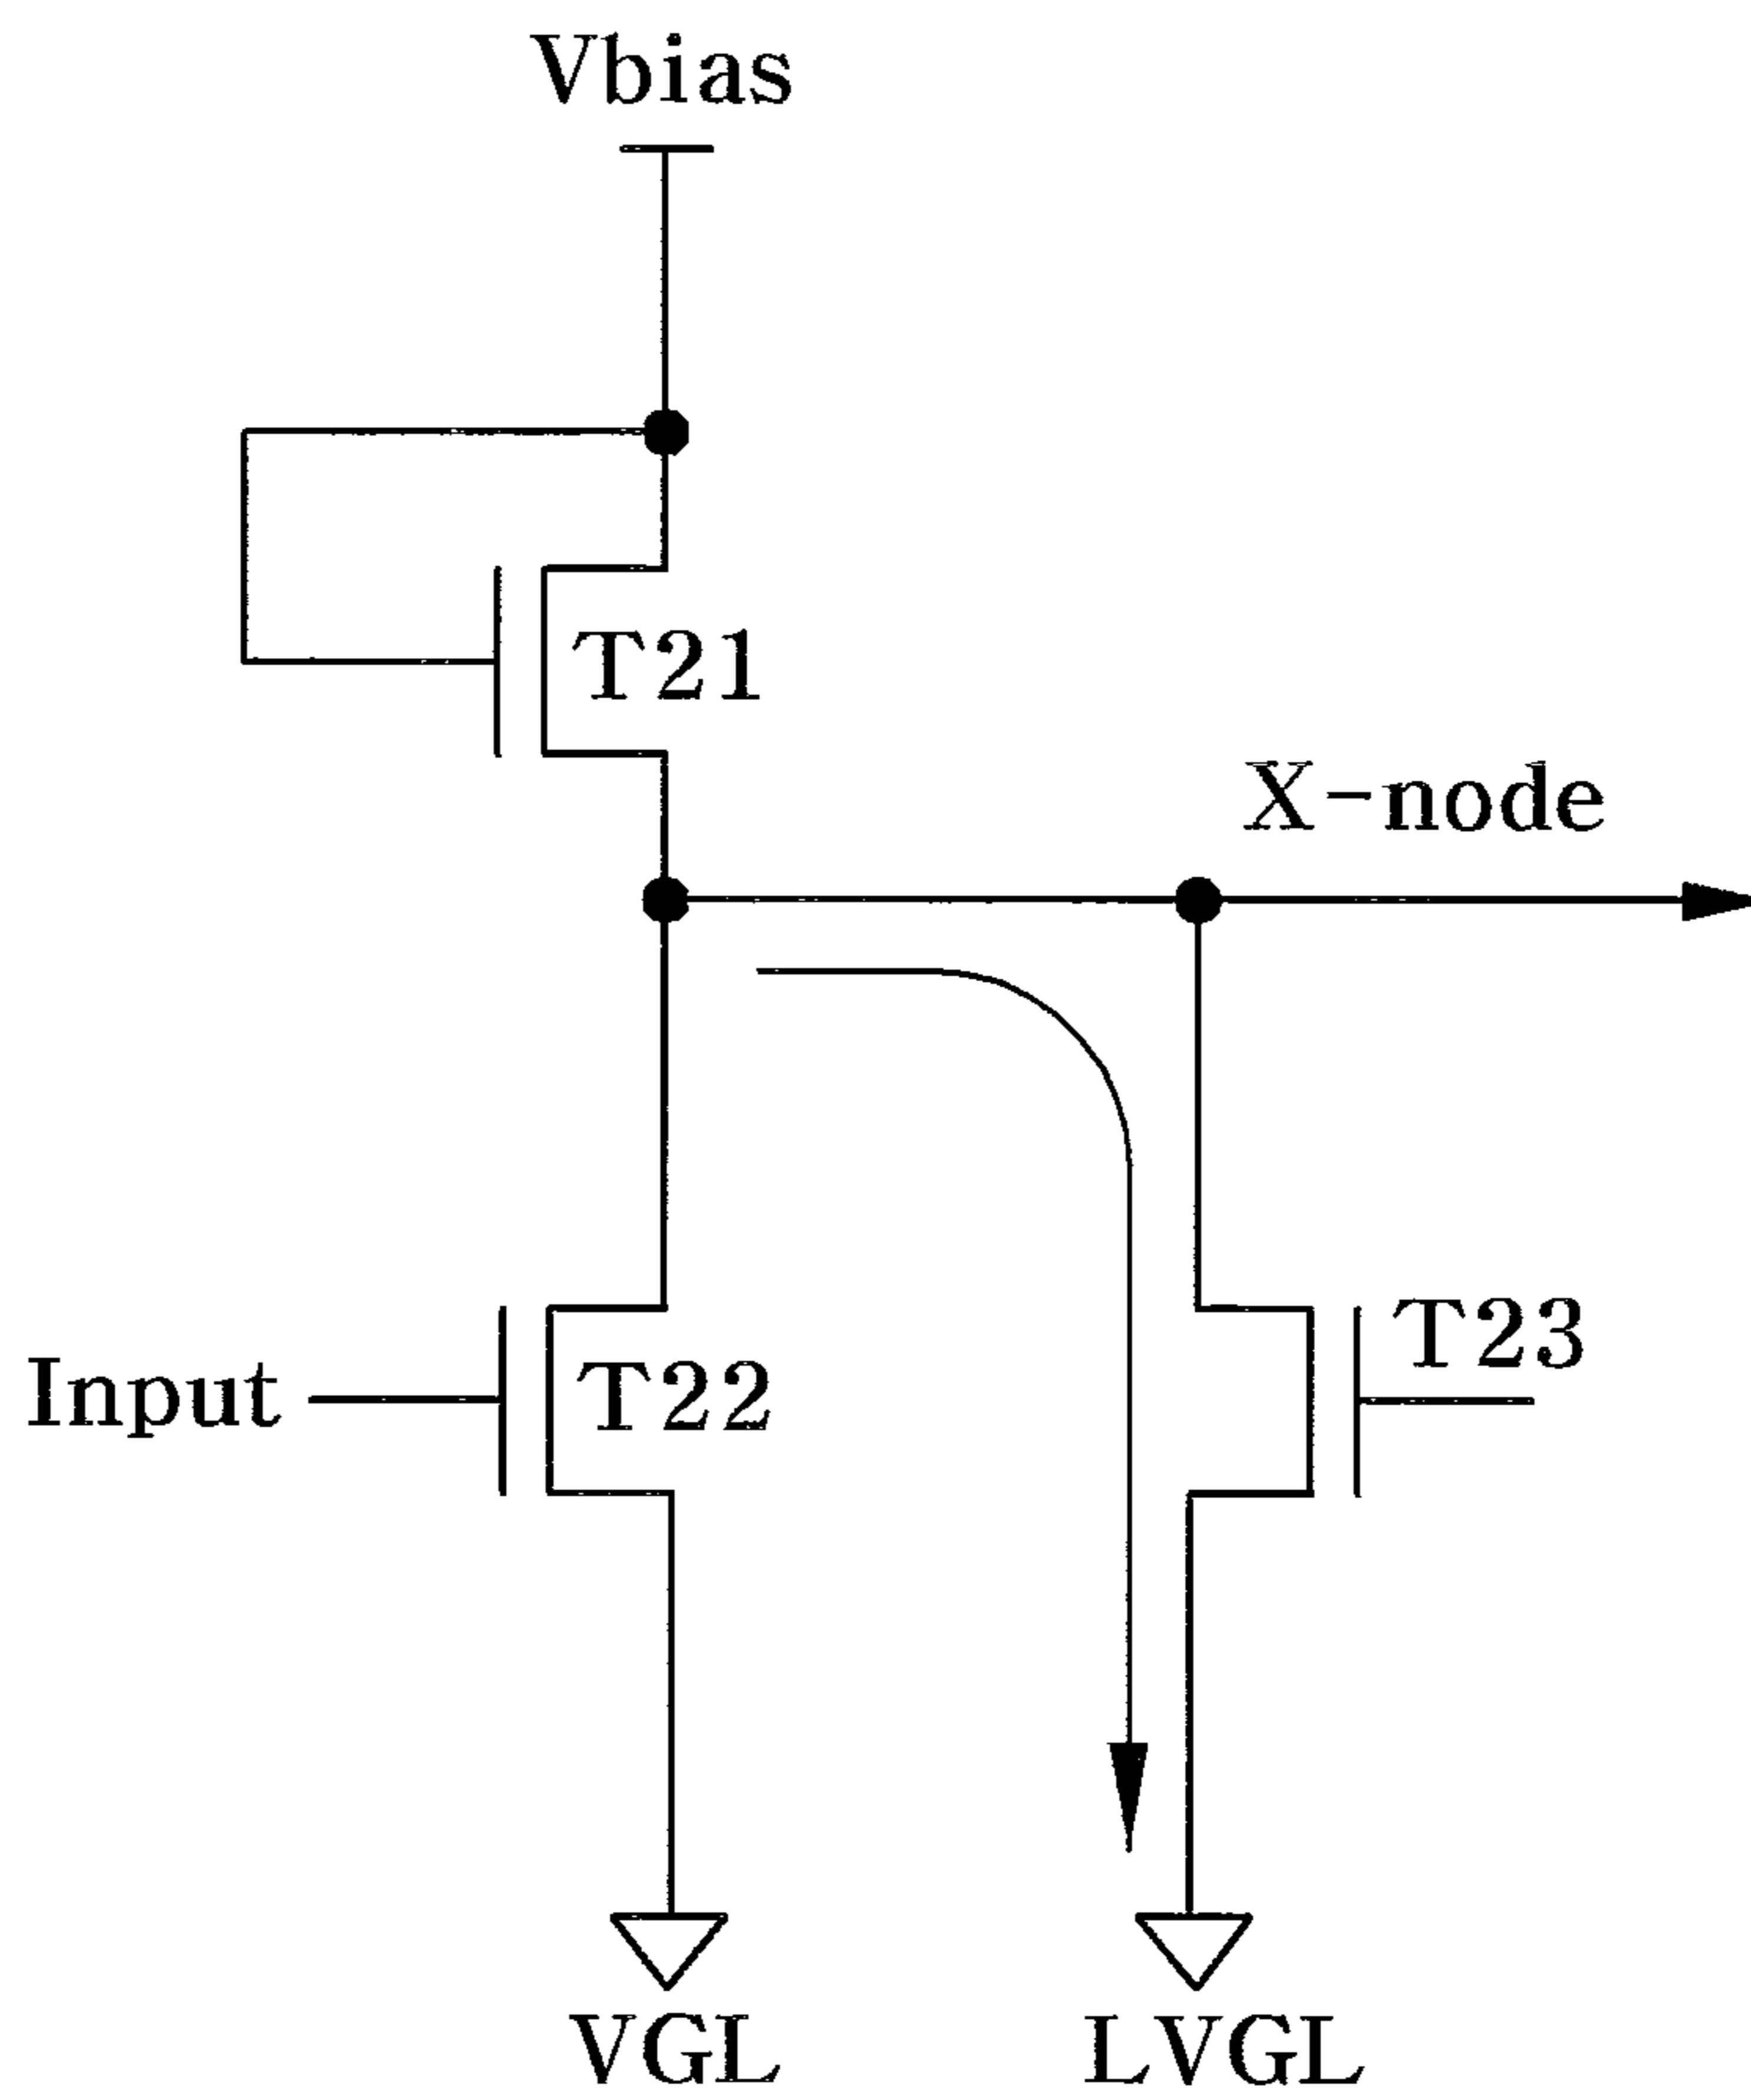 Vbias
T21
X-node
T23
Input
T22
VGL
LVGL